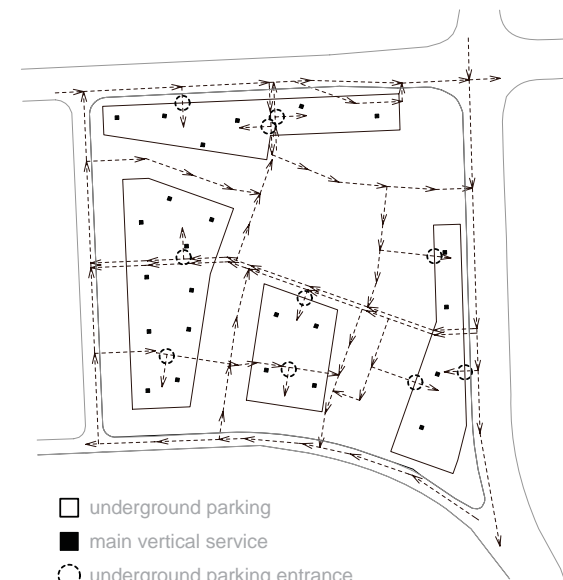 underground parking
main vertical service
underground parking entrance